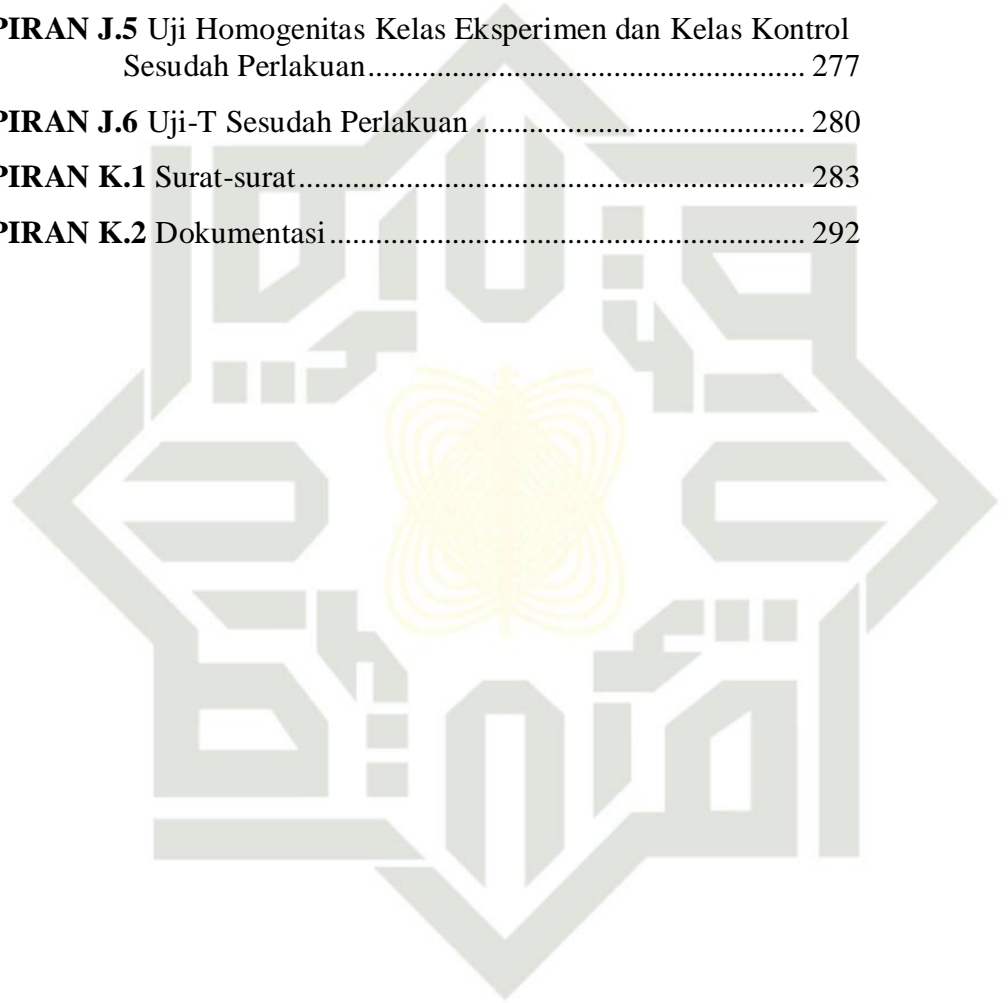 PIRAN J.5 Uji Homogenitas Kelas Eksperimen dan Kelas Kontrol
Sesudah Perlakuan......................................................... 277
PIRAN J.6 Uji-T Sesudah Perlakuan ........................................... 280
PIRAN K.1 Surat-surat.................................................................. 283
PIRAN K.2 Dokumentasi .............................................................. 292